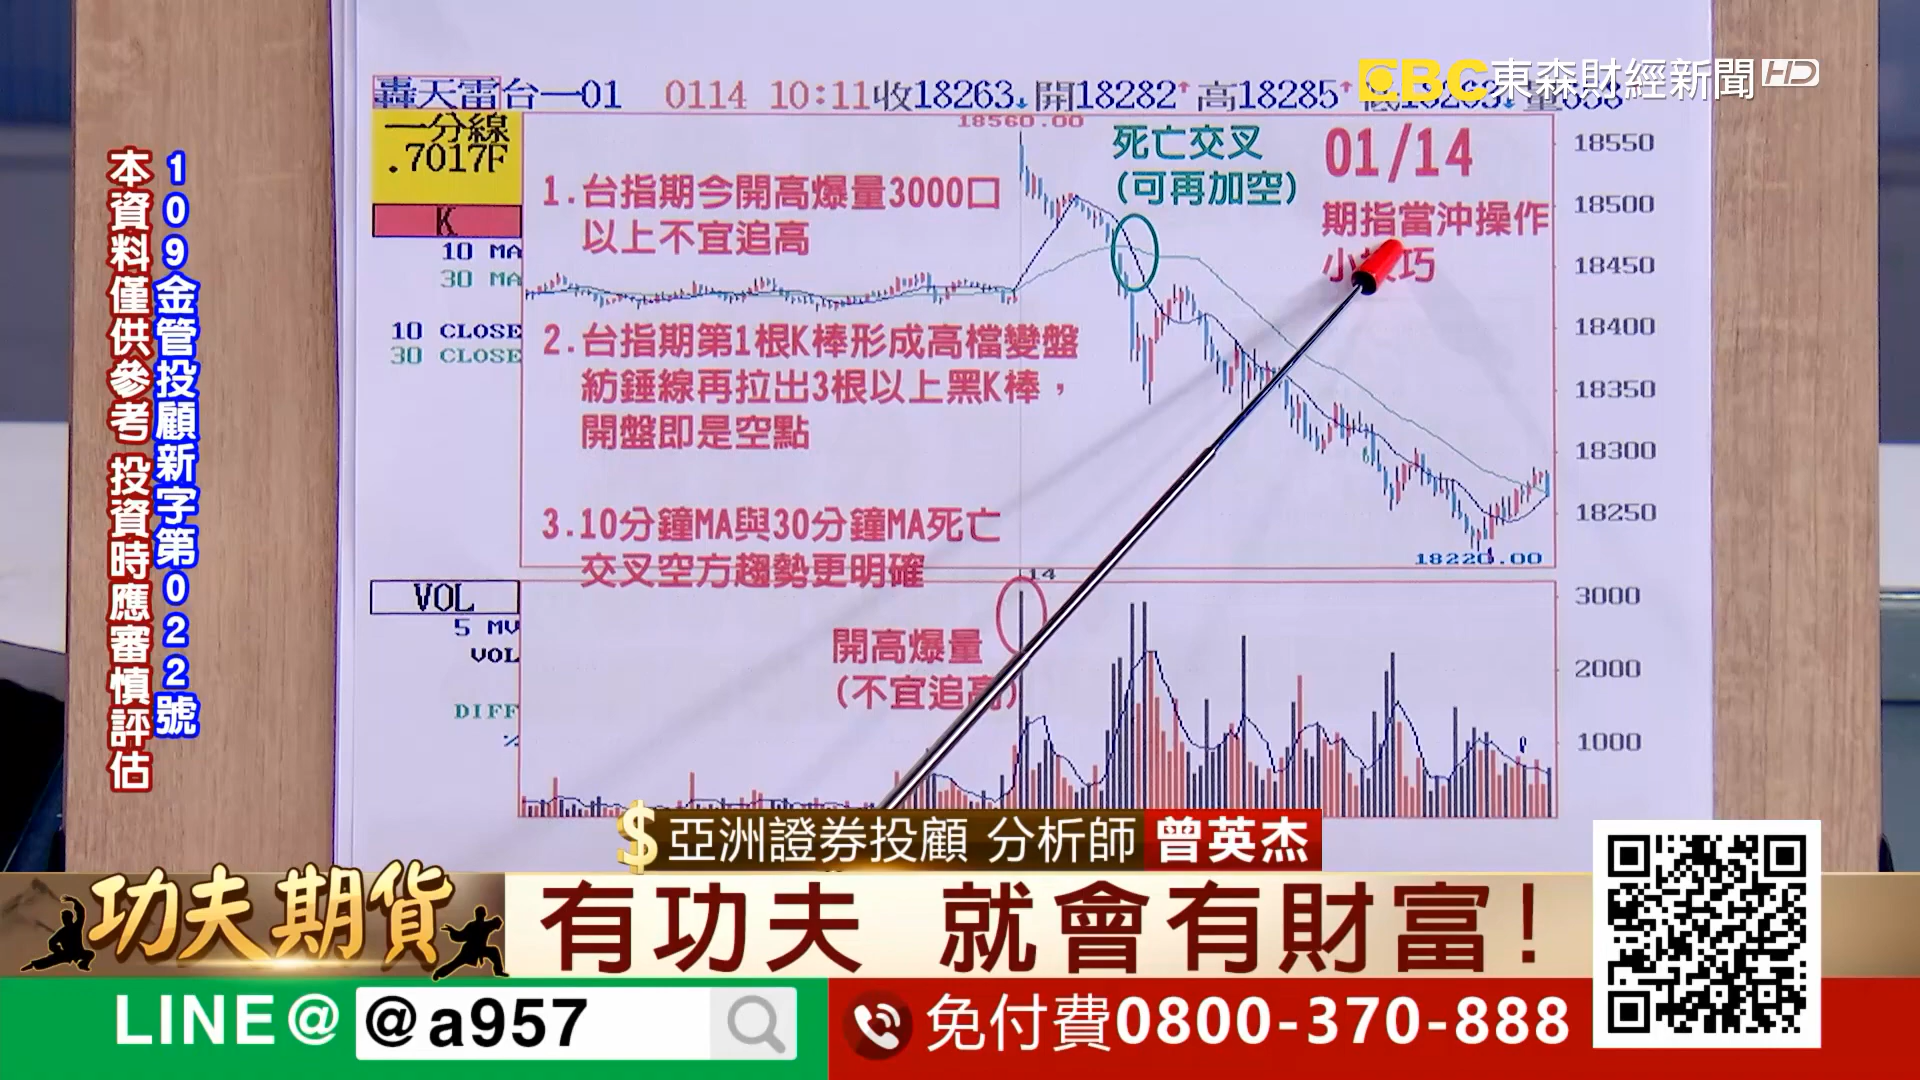 EBC 東森財經新聞 HD
轟天雷台一01 0114 10:11收18263↓開18282↑高18285↑
一分線
.7017F
K
10 MA
30 MA
10 CLOSE
30 CLOSE
18560.00
死亡交叉
(可再加空)
01/14
期指當沖操作
小技巧
1.台指期今開高爆量3000口
以上不宜追高
2.台指期第1根K棒形成高檔變盤
紡錘線再拉出3根以上黑K棒，
開盤即是空點
3.10分鐘MA與30分鐘MA死亡
交叉空方趨勢更明確
18550
18500
18450
18400
18350
18300
18250
18220.00
14
VOL
5 MV
VOL
DIFF
開高爆量
(不宜追高)
3000
2000
1000
109金管投顧新字第022號
本資料僅供參考 投資時應審慎評估
$亞洲證券投顧 分析師 曾英杰
功夫期貨
有功夫 就會有財富!
LINE@ @a957
免付費0800-370-888